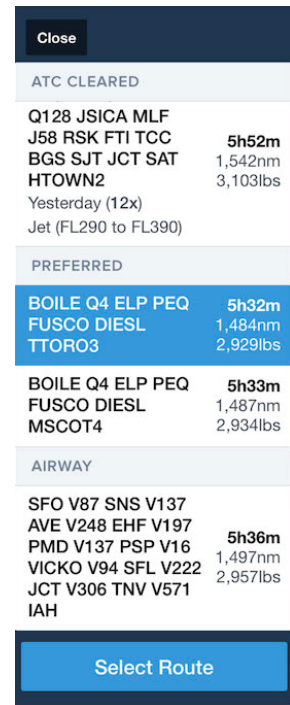 Close
ATC CLEARED
Q128 JSICA MLF
J58 RSK FTI TCC
BGS SJT JCT SAT
HTOWN2
5h52m
1,542nm
3,103lbs
Yesterday (12x)
Jet (FL290 to FL390)
PREFERRED
BOILE Q4 ELP PEQ
FUSCO DIESL
TTORO3
5h32m
1,484nm
2,929lbs
BOILE Q4 ELP PEQ
FUSCO DIESL
MSCOT4
5h33m
1,487nm
2,934lbs
AIRWAY
SFO V87 SNS V137
AVE V248 EHF V197
PMD V137 PSP V16
VICKO V94 SFL V222
JCT V306 TNV V571
IAH
5h36m
1,497nm
2,957lbs
Select Route